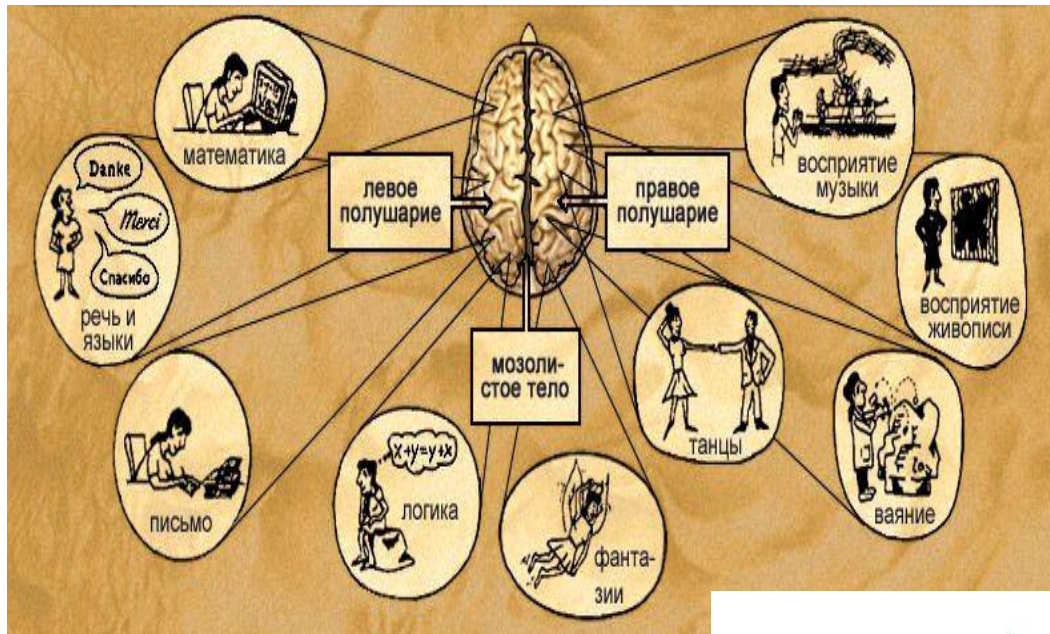 математика
Danke
Merci
Спасибо
речь и
языки
письмо
x+y=y+x
логика
левое
полушарие
правое
полушарие
мозоли-
стое тело
фанта-
зии
танцы
восприятие
музыки
восприятие
живописи
ваяние